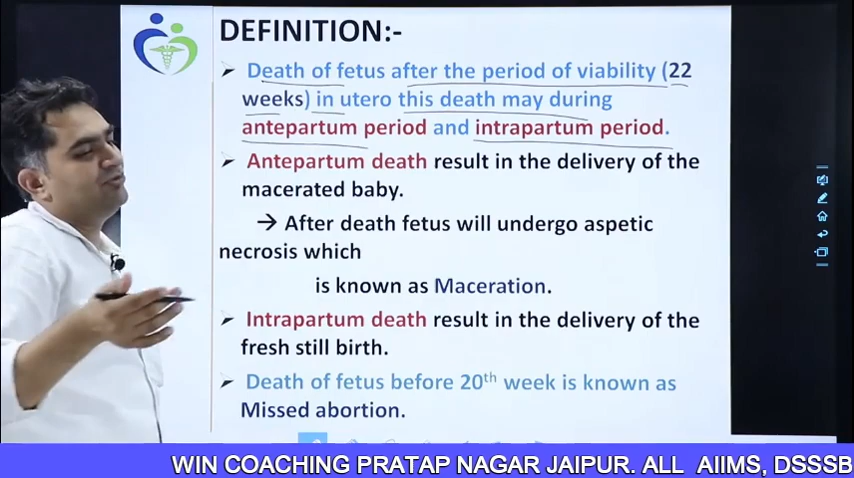 DEFINITION:-
➤ Death of fetus after the period of viability (22
weeks) in utero this death may during
antepartum period and intrapartum period.
➤ Antepartum death result in the delivery of the
macerated baby.
→ After death fetus will undergo aspetic
necrosis which
is known as Maceration.
➤ Intrapartum death result in the delivery of the
fresh still birth.
➤ Death of fetus before 20th week is known as
Missed abortion.
WIN COACHING PRATAP NAGAR JAIPUR. ALL AIIMS, DSSSB